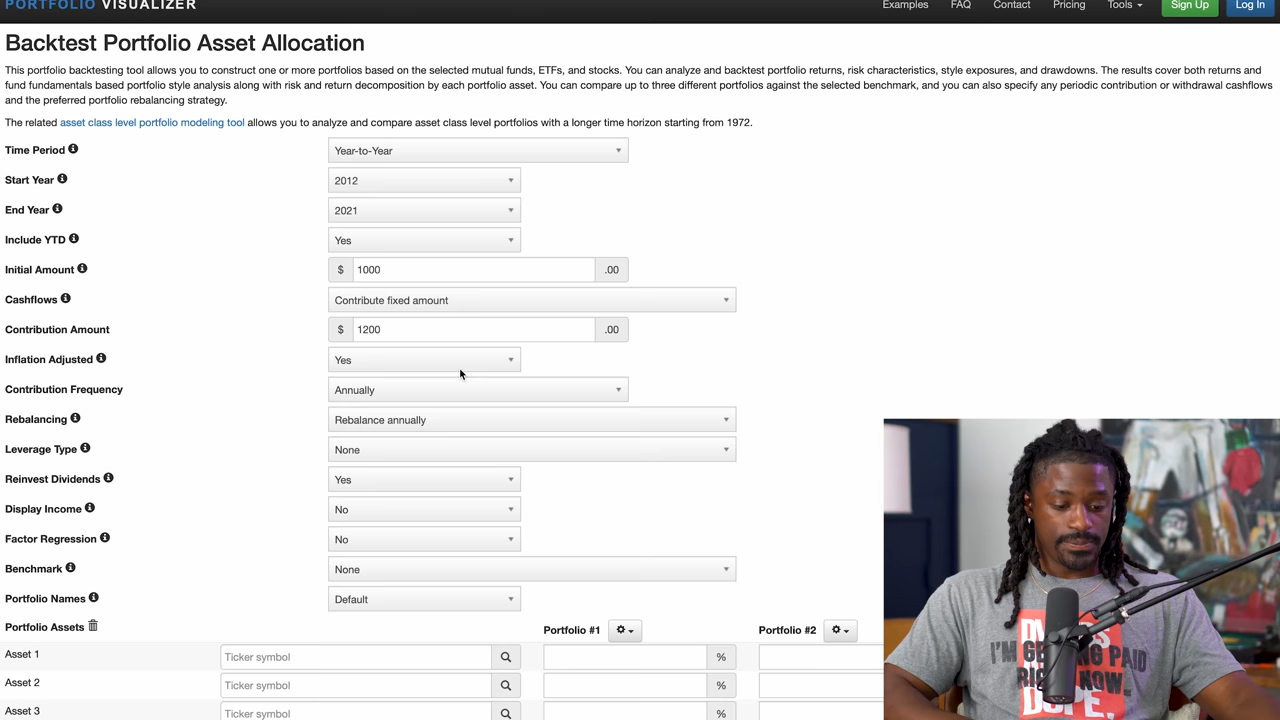 PORTFOLIO VISUALIZER
Examples FAQ Contact Pricing Tools Sign Up Log In
Backtest Portfolio Asset Allocation
This portfolio backtesting tool allows you to construct one or more portfolios based on the selected mutual funds, ETFs, and stocks. You can analyze and backtest portfolio returns, risk characteristics, style exposures, and drawdowns. The results cover both returns and
fund fundamentals based portfolio style analysis along with risk and return decomposition by each portfolio asset. You can compare up to three different portfolios against the selected benchmark, and you can also specify any periodic contribution or withdrawal cashflows
and the preferred portfolio rebalancing strategy.
The related asset class level portfolio modeling tool allows you to analyze and compare asset class level portfolios with a longer time horizon starting from 1972.
Time Period Year-to-Year
Start Year 2012
End Year 2021
Include YTD Yes
Initial Amount $ 1000 .00
Cashflows Contribute fixed amount
Contribution Amount $ 1200 .00
Inflation Adjusted Yes
Contribution Frequency Annually
Rebalancing Rebalance annually
Leverage Type None
Reinvest Dividends Yes
Display Income No
Factor Regression No
Benchmark None
Portfolio Names Default
Portfolio Assets Portfolio #1 Portfolio #2
Asset 1 Ticker symbol %
Asset 2 Ticker symbol %
Asset 3 Ticker symbol %
I'M GE PAID
NOW.
DOPE.